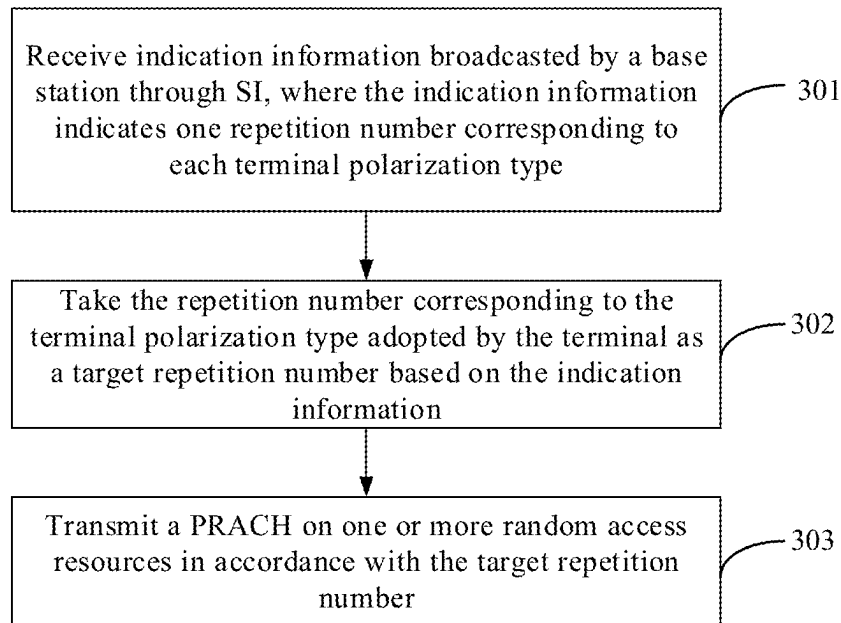 Receive indication information broadcasted by a base
station through SI, where the indication information
indicates one repetition number corresponding to
each terminal polarization type
301
Take the repetition number corresponding to the
terminal polarization type adopted by the terminal as
a target repetition number based on the indication
information
302
Transmit a PRACH on one or more random access
resources in accordance with the target repetition
number
303